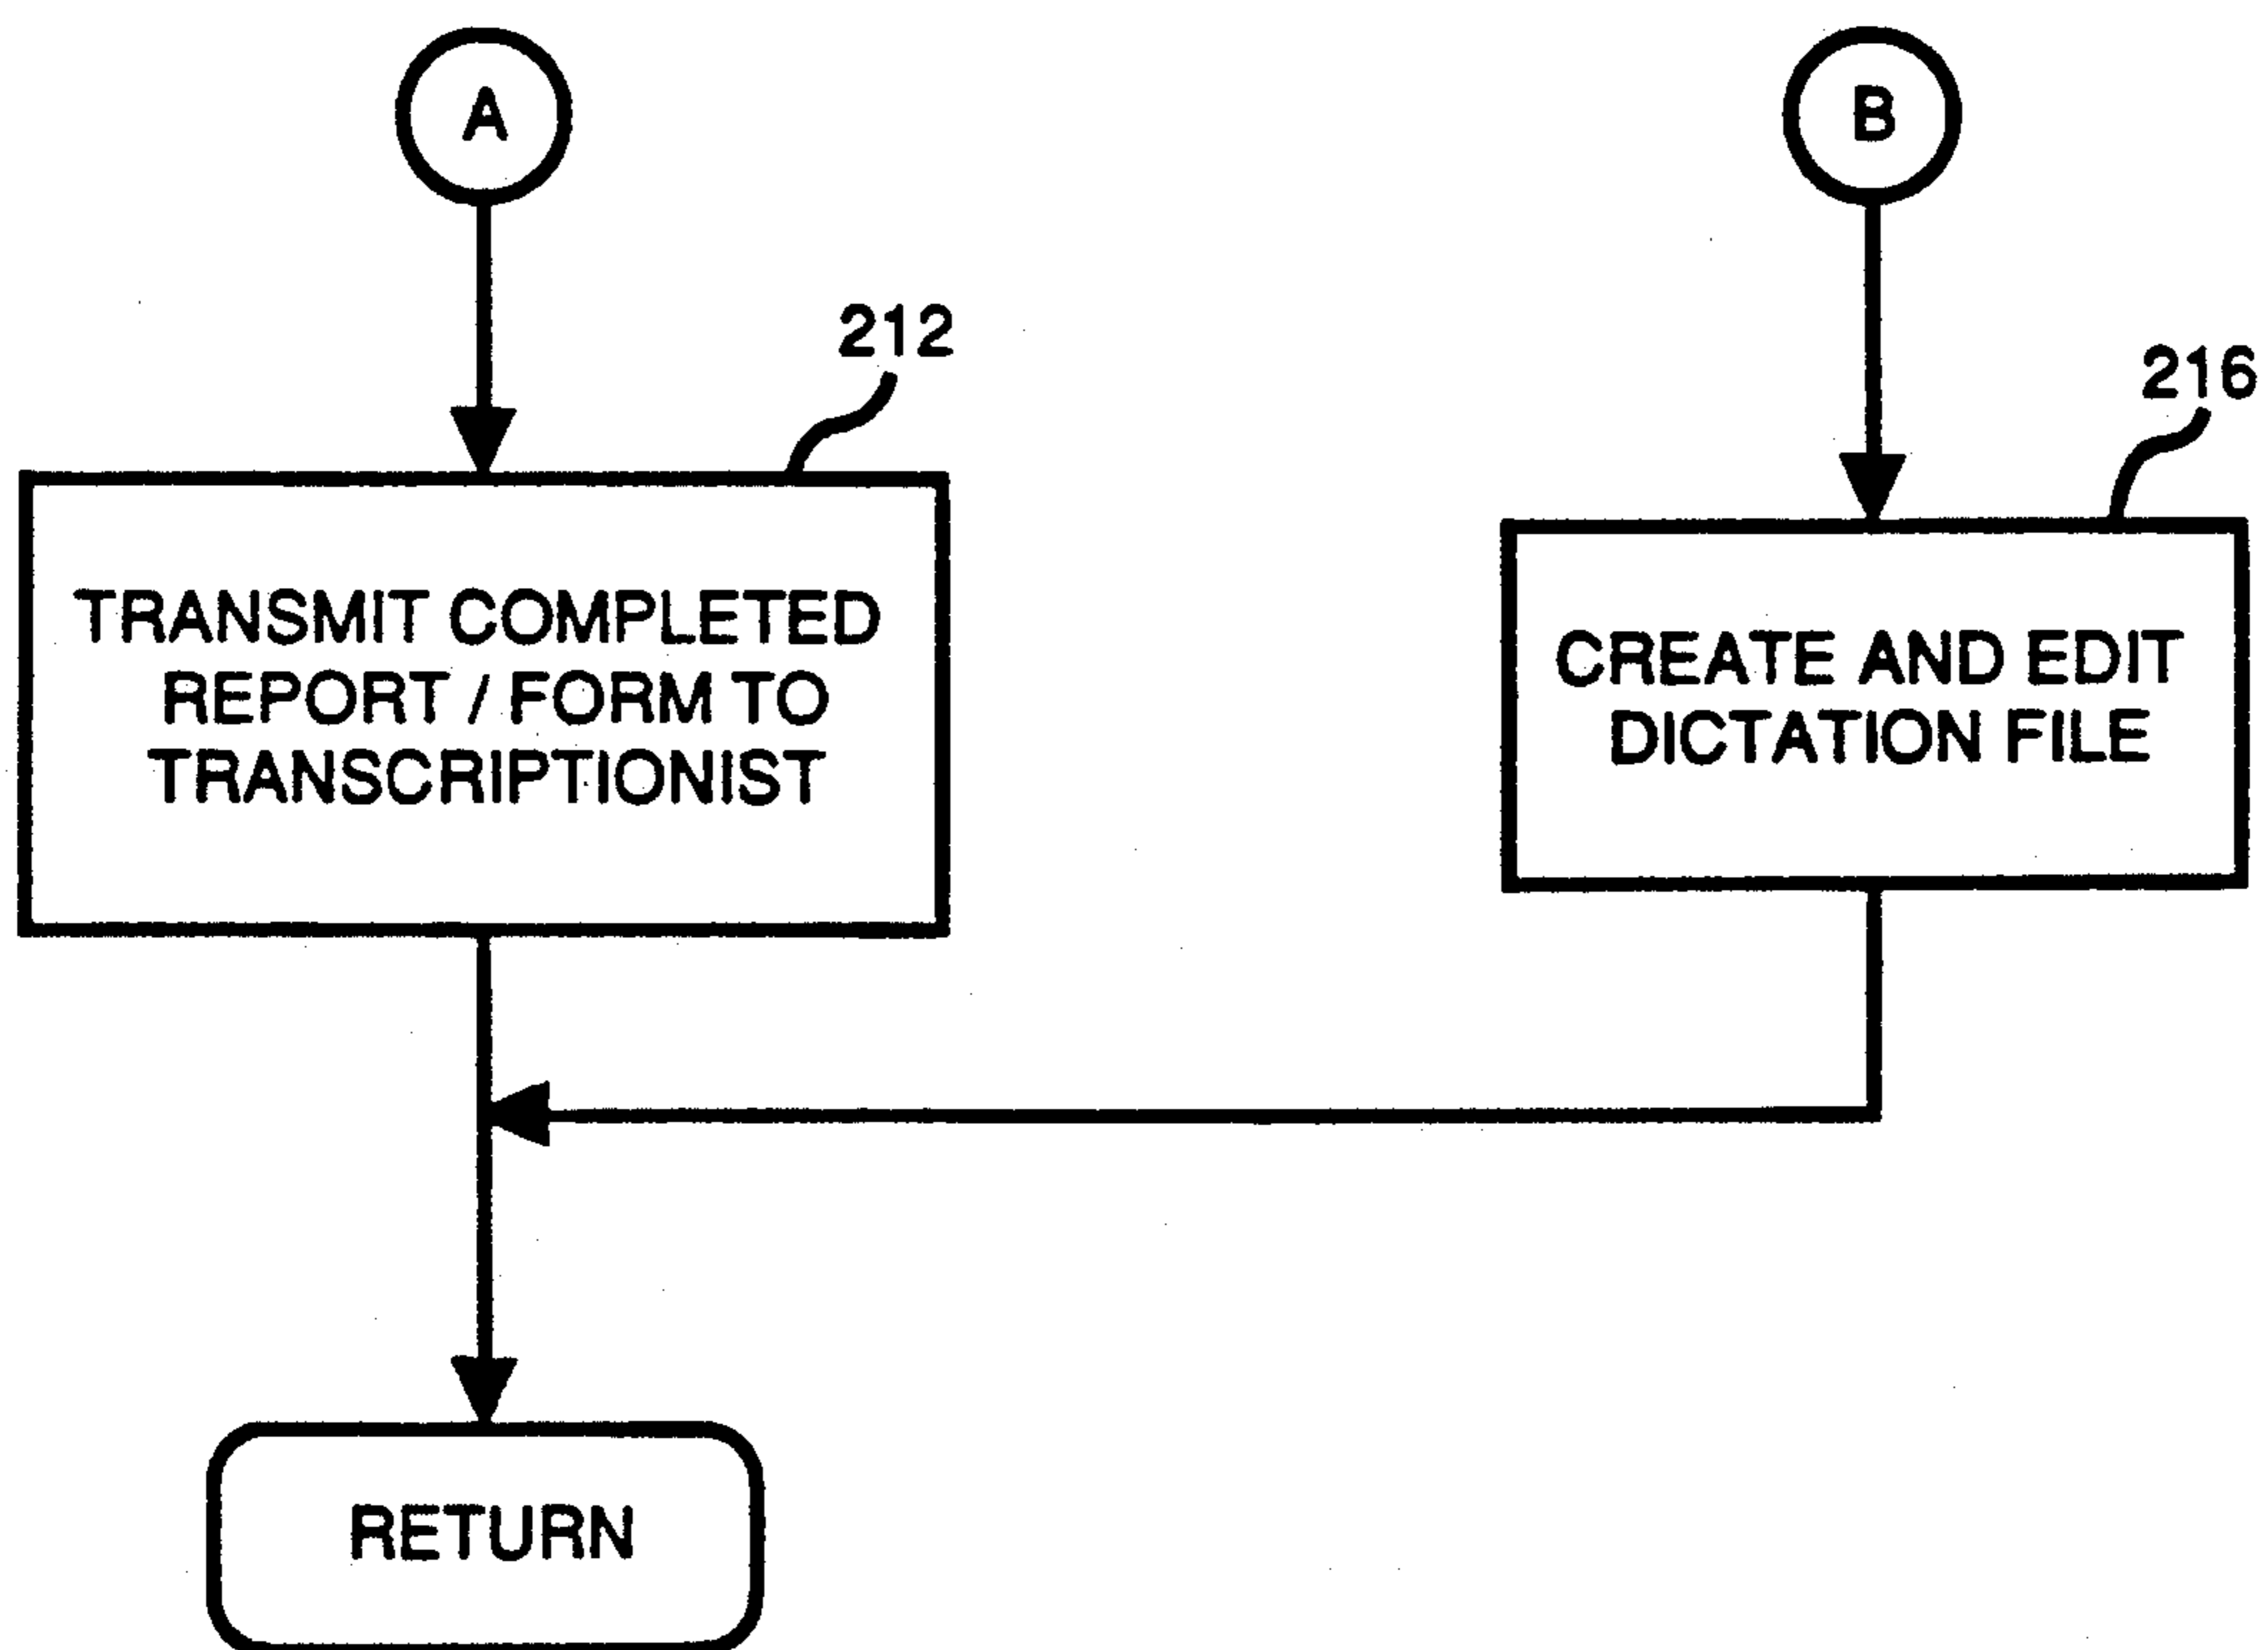 A
B
212
216
TRANSMIT COMPLETED
REPORT / FORM TO
TRANSCRIPTIONIST
CREATE AND EDIT
DICTATION FILE
RETURN